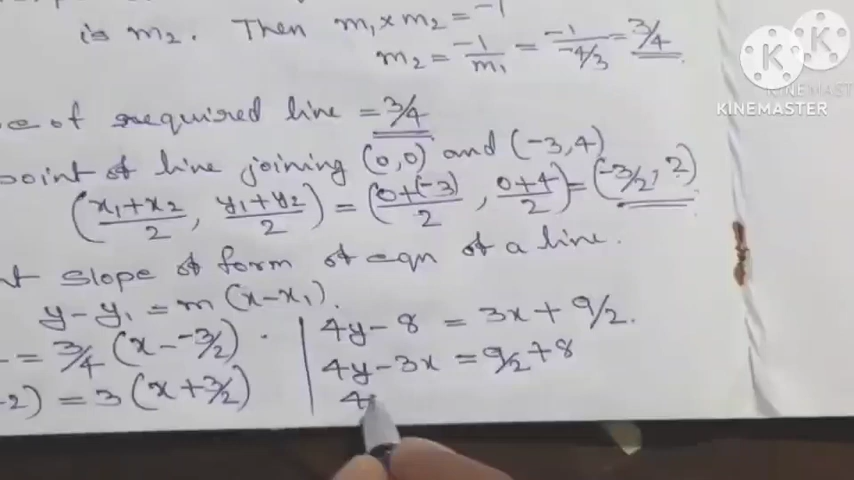 is m₂. Then m₁ × m₂ = -1
m₂ = -1/m₁ = -1/(-4/3) = 3/4
of required line = 3/4
point of line joining (0,0) and (-3,4)
((x₁+x₂)/2, (y₁+y₂)/2) = ((0+(-3))/2, (0+4)/2) = (-3/2, 2)
slope of form of eqn of a line.
y-y₁ = m(x-x₁).
= 3/4 (x - -3/2)
-2) = 3(x+3/2)
4y-8 = 3x+9/2.
4y-3x = 9/2+8
4
KINEMASTER
KINEMASTER